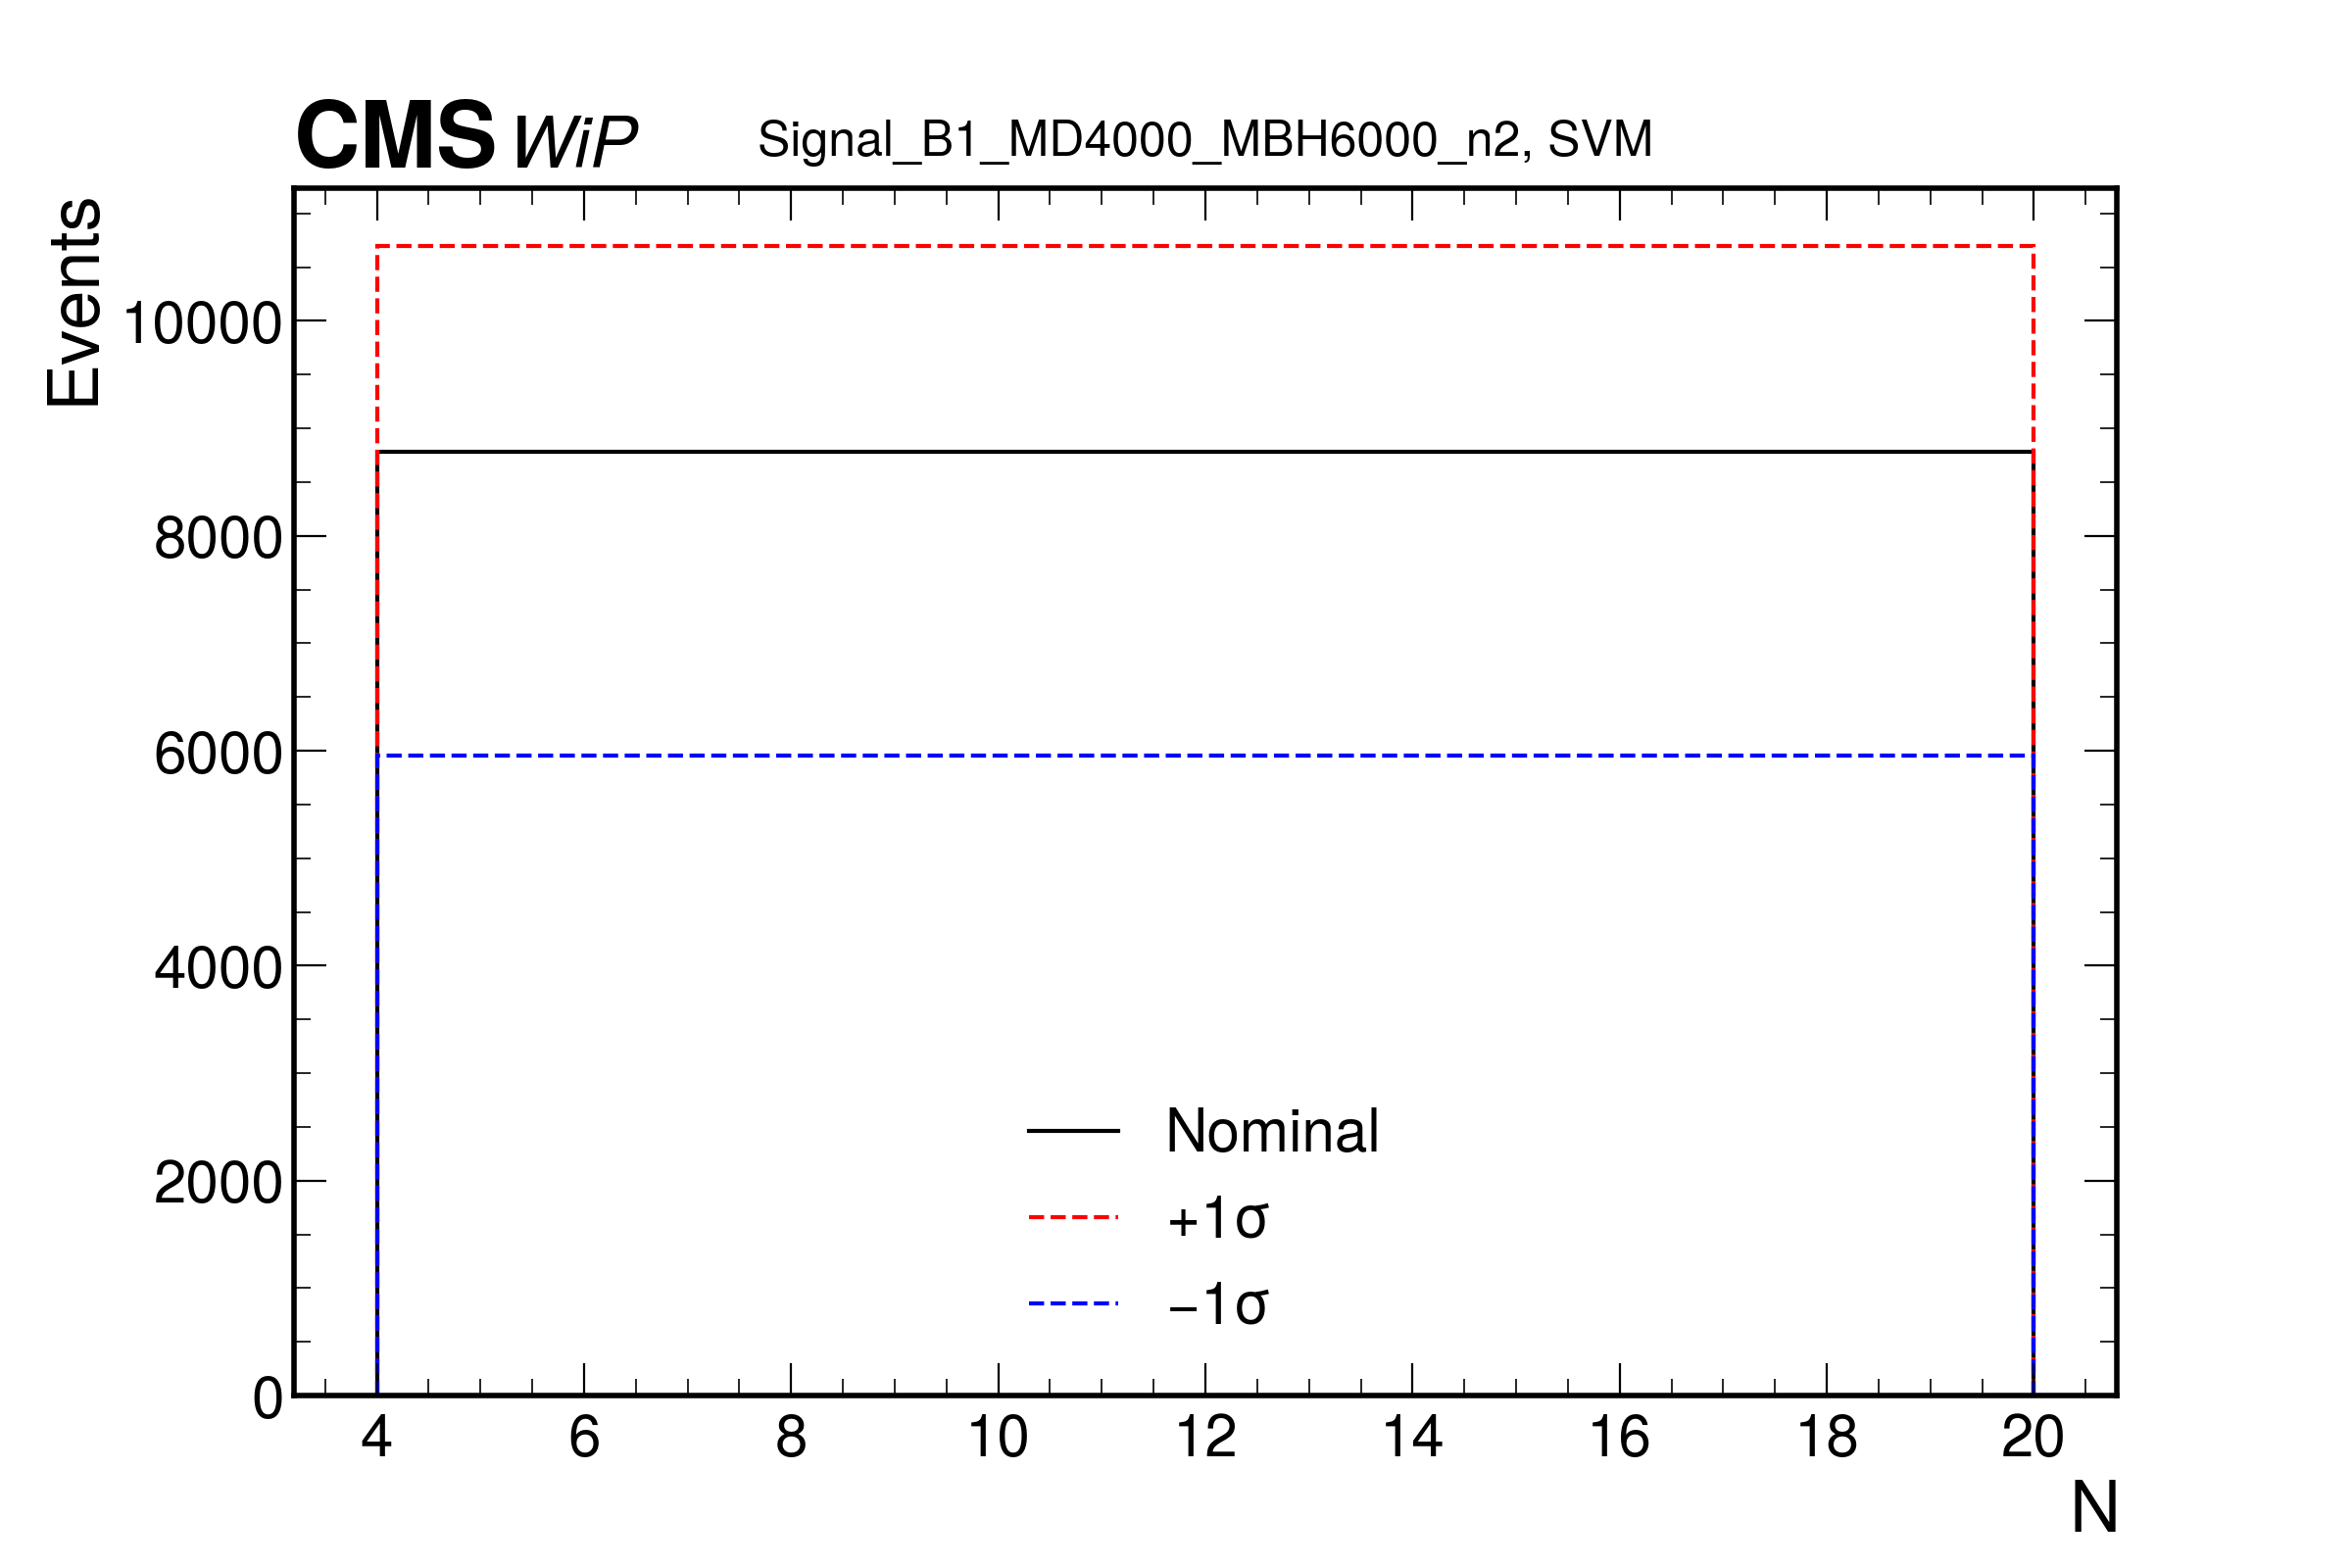 CMS WiP
Signal_B1_MD4000_MBH6000_n2, SVM
Events
10000
8000
6000
4000
2000
0
Nominal
+1σ
−1σ
4 6 8 10 12 14 16 18 20
N